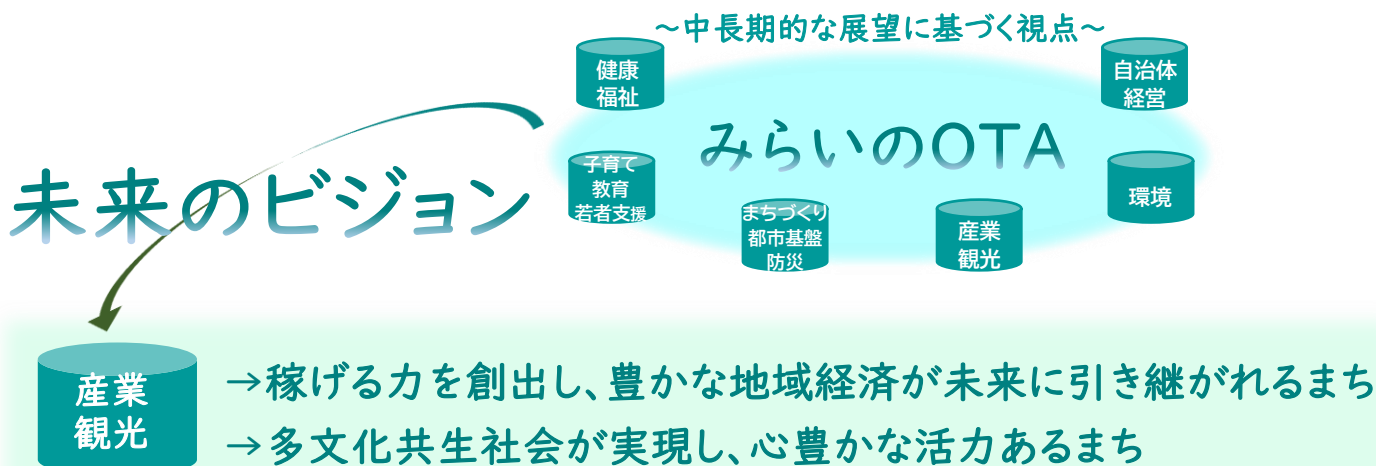 ～中長期的な展望に基づく視点～
健康
福祉
自治体
経営
みらいのOTA
未来のビジョン
子育て
教育
若者支援
環境
まちづくり
都市基盤
防災
産業
観光
産業
観光
→稼げる力を創出し、豊かな地域経済が未来に引き継がれるまち
→多文化共生社会が実現し、心豊かな活力あるまち